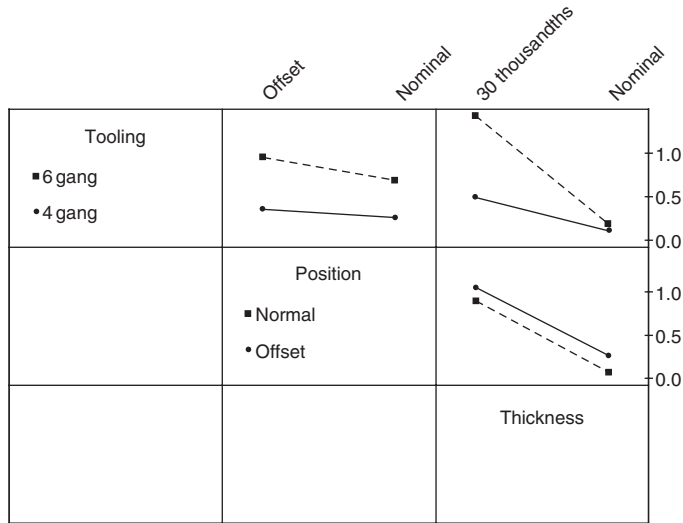 Offset
Nominal
30 thousandths
Nominal
Tooling
6 gang
4 gang
1.0
0.5
0.0
Position
Normal
Offset
1.0
0.5
0.0
Thickness